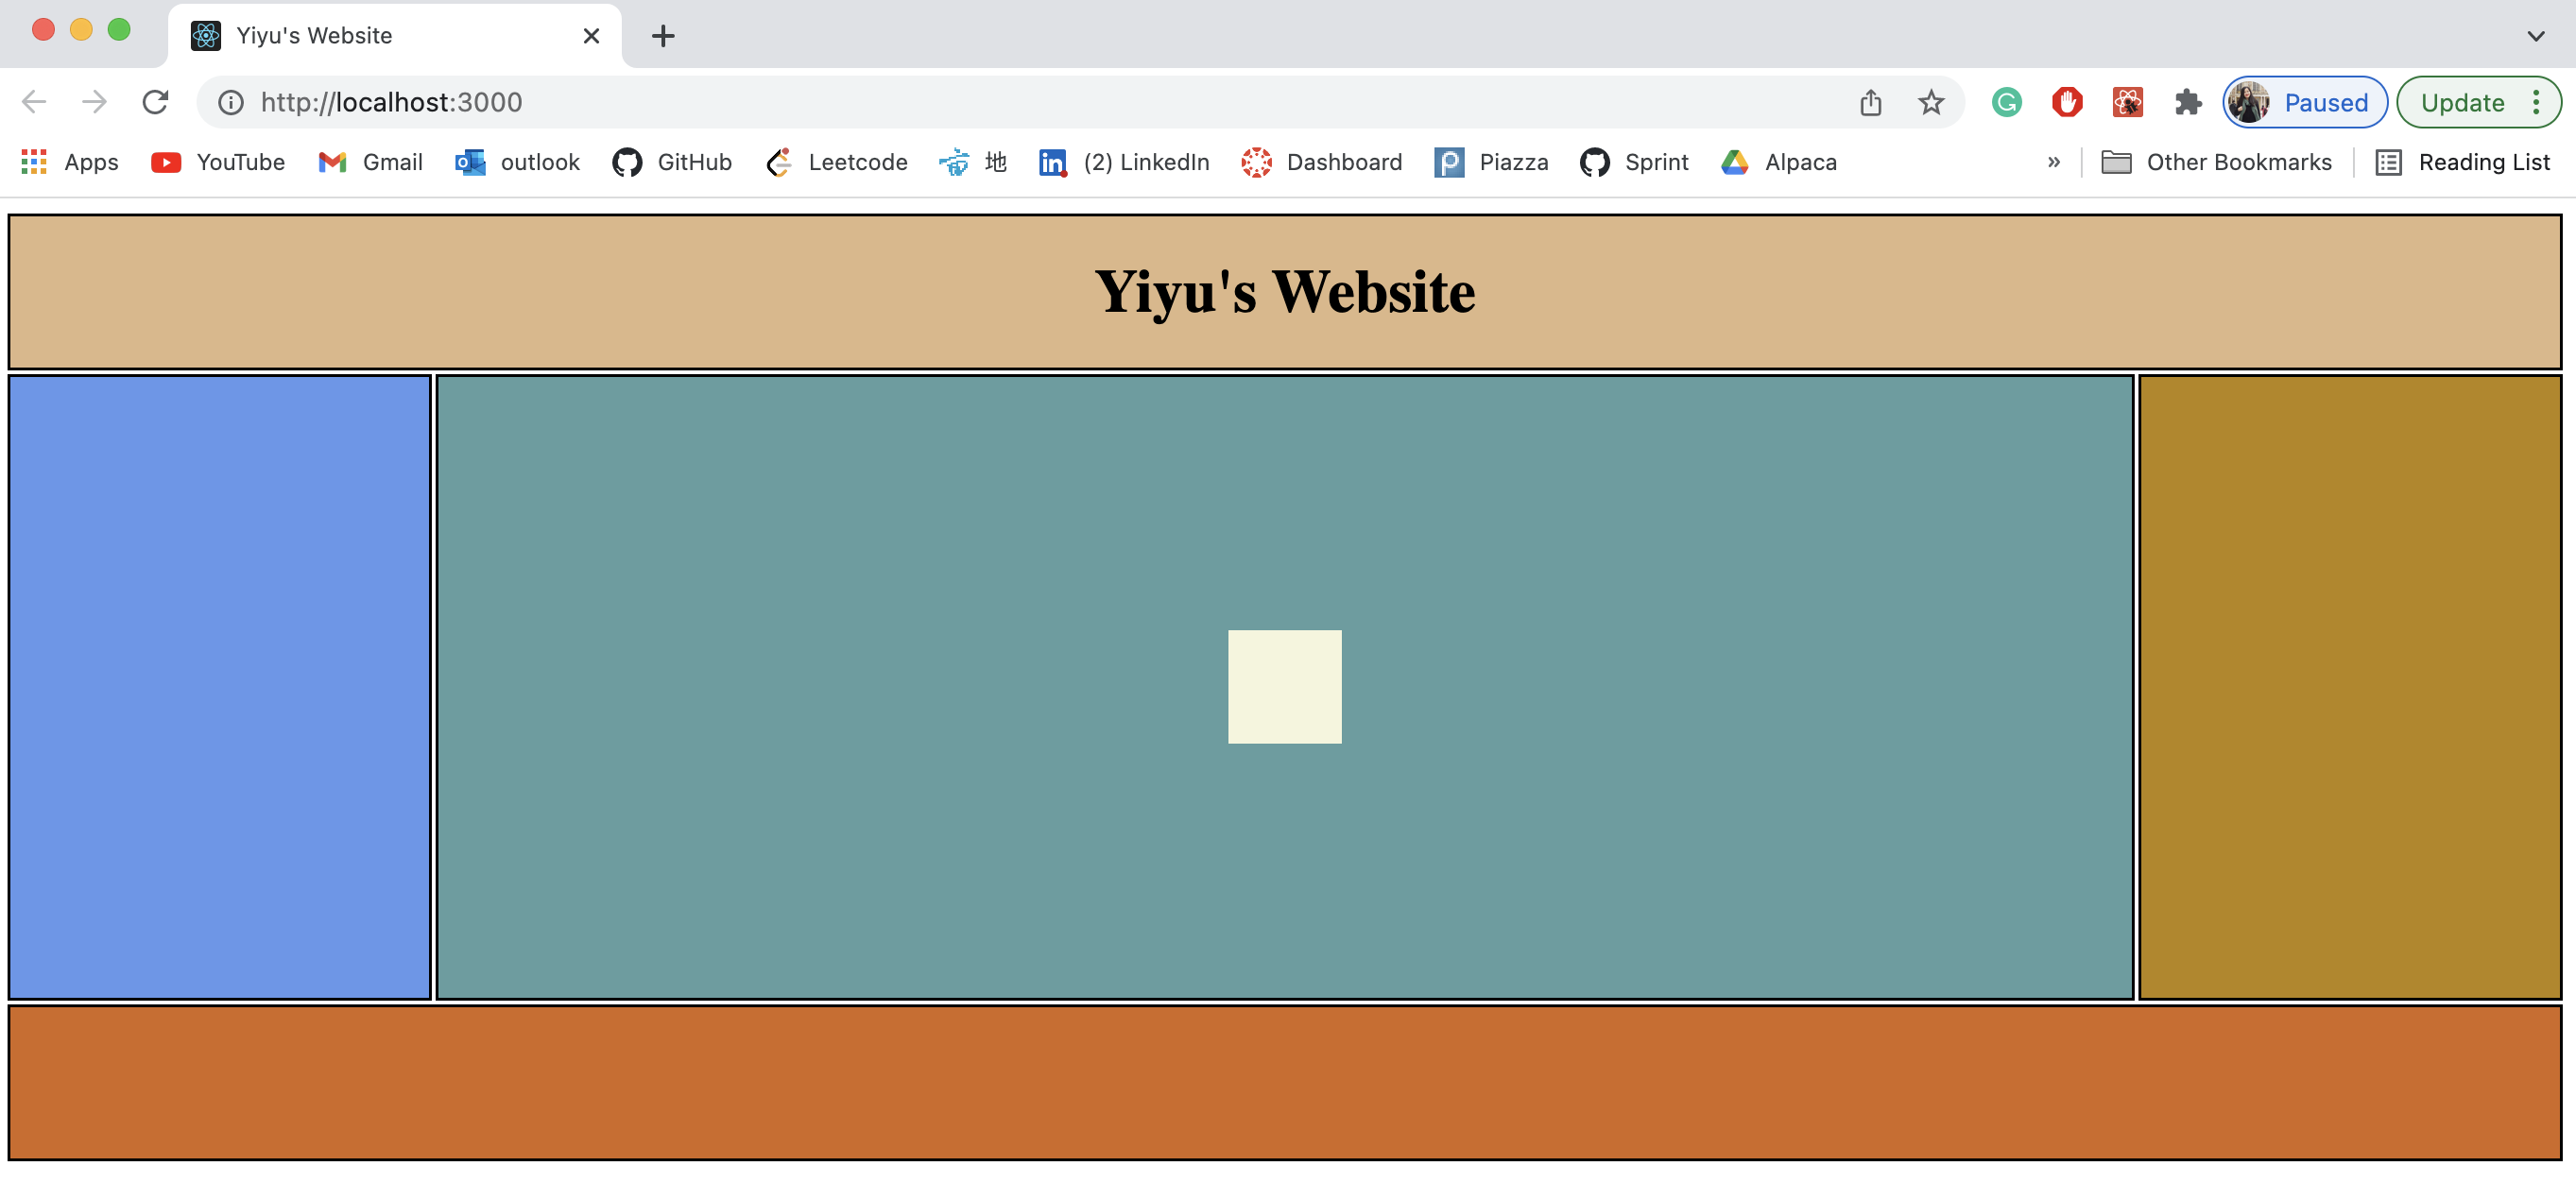 Yiyu's Website
http://localhost:3000 Paused Update
Apps YouTube Gmail outlook GitHub Leetcode 地 (2) LinkedIn Dashboard Piazza Sprint Alpaca » Other Bookmarks Reading List
Yiyu's Website